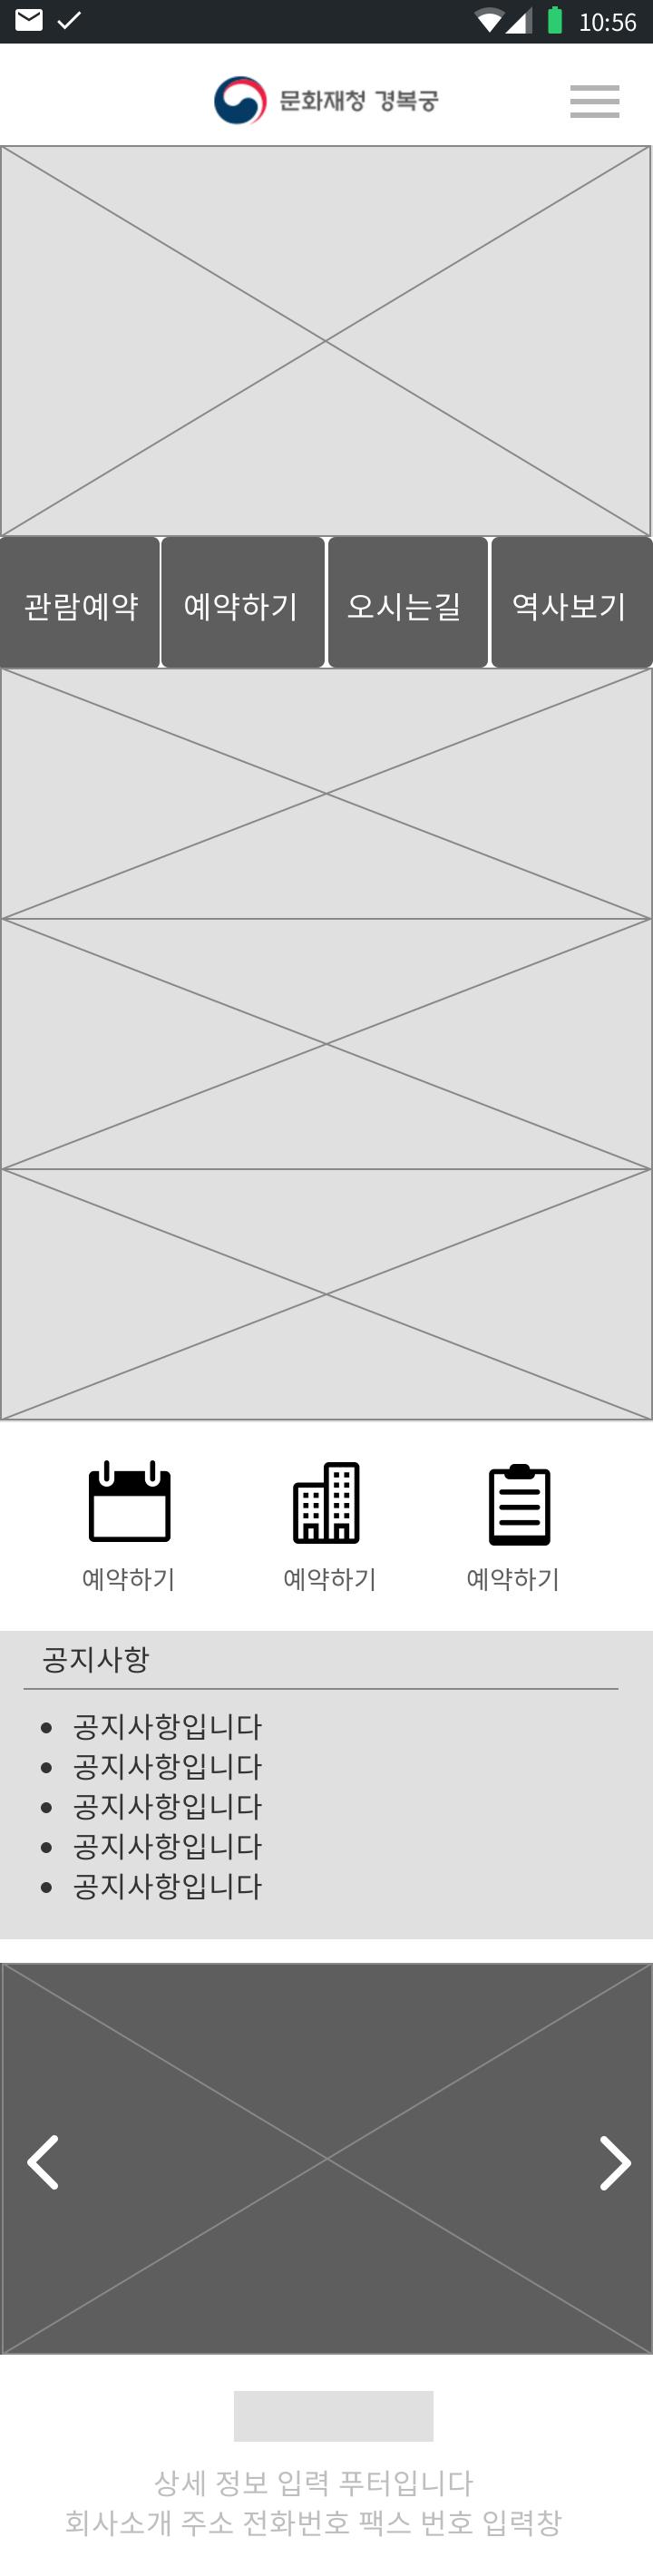 10:56
문화재청 경복궁
관람예약 예약하기 오시는길 역사보기
예약하기 예약하기 예약하기
공지사항
공지사항입니다
공지사항입니다
공지사항입니다
공지사항입니다
공지사항입니다
상세 정보 입력 푸터입니다
회사소개 주소 전화번호 팩스 번호 입력창